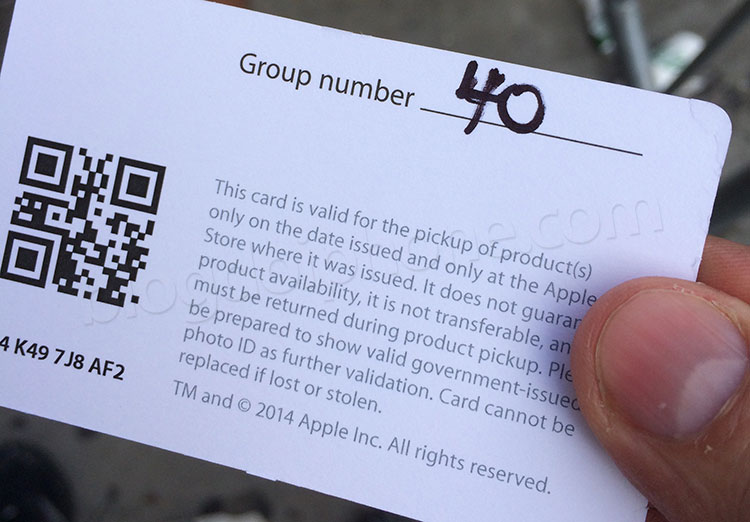 Group number 40
This card is valid for the pickup of product(s)
only on the date issued and only at the Apple
Store where it was issued. It does not
product availability, it is not transferable,
must be returned during product pickup.
be prepared to show valid government-issued
photo ID as further validation. Card cannot be
replaced if lost or stolen.
TM and © 2014 Apple Inc. All rights reserved.
4 K49 7J8 AF2
blogdoiphone.com